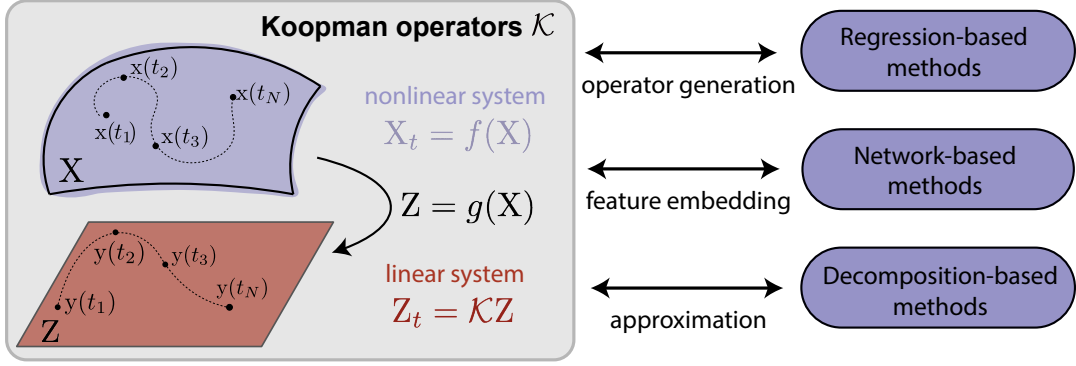 Koopman operators 𝒦
x(t₂)
x(t_N)
x(t₁)
x(t₃)
X
nonlinear system
X_t = f(X)
Z = g(X)
y(t₂)
y(t₃)
y(t₁)
y(t_N)
Z
linear system
Z_t = 𝒦Z
operator generation
feature embedding
approximation
Regression-based
methods
Network-based
methods
Decomposition-based
methods